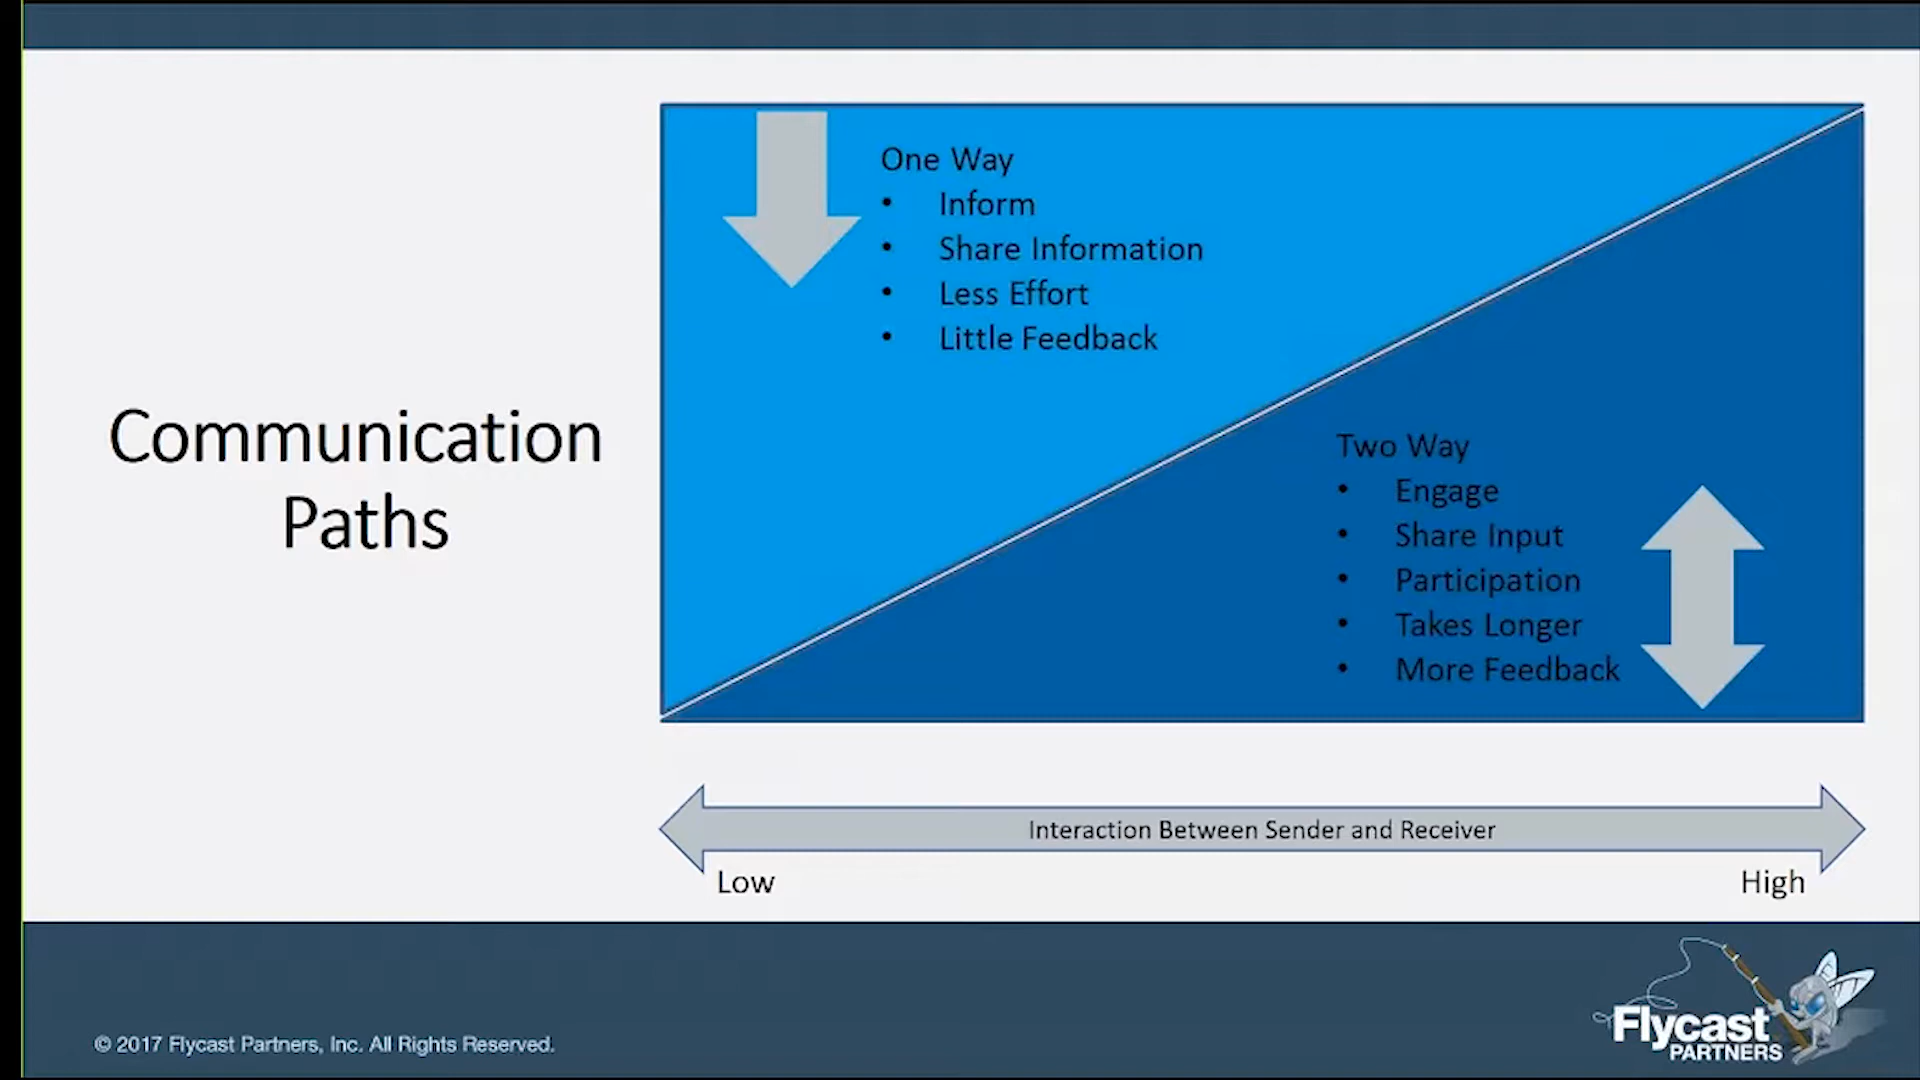 Communication
Paths
One Way
• Inform
• Share Information
• Less Effort
• Little Feedback
Two Way
• Engage
• Share Input
• Participation
• Takes Longer
• More Feedback
Interaction Between Sender and Receiver
Low
High
© 2017 Flycast Partners, Inc. All Rights Reserved.
Flycast
PARTNERS